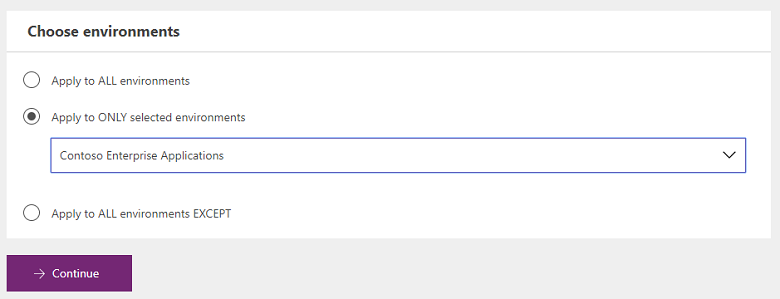 Choose environments
Apply to ALL environments
Apply to ONLY selected environments
Contoso Enterprise Applications
Apply to ALL environments EXCEPT
Continue